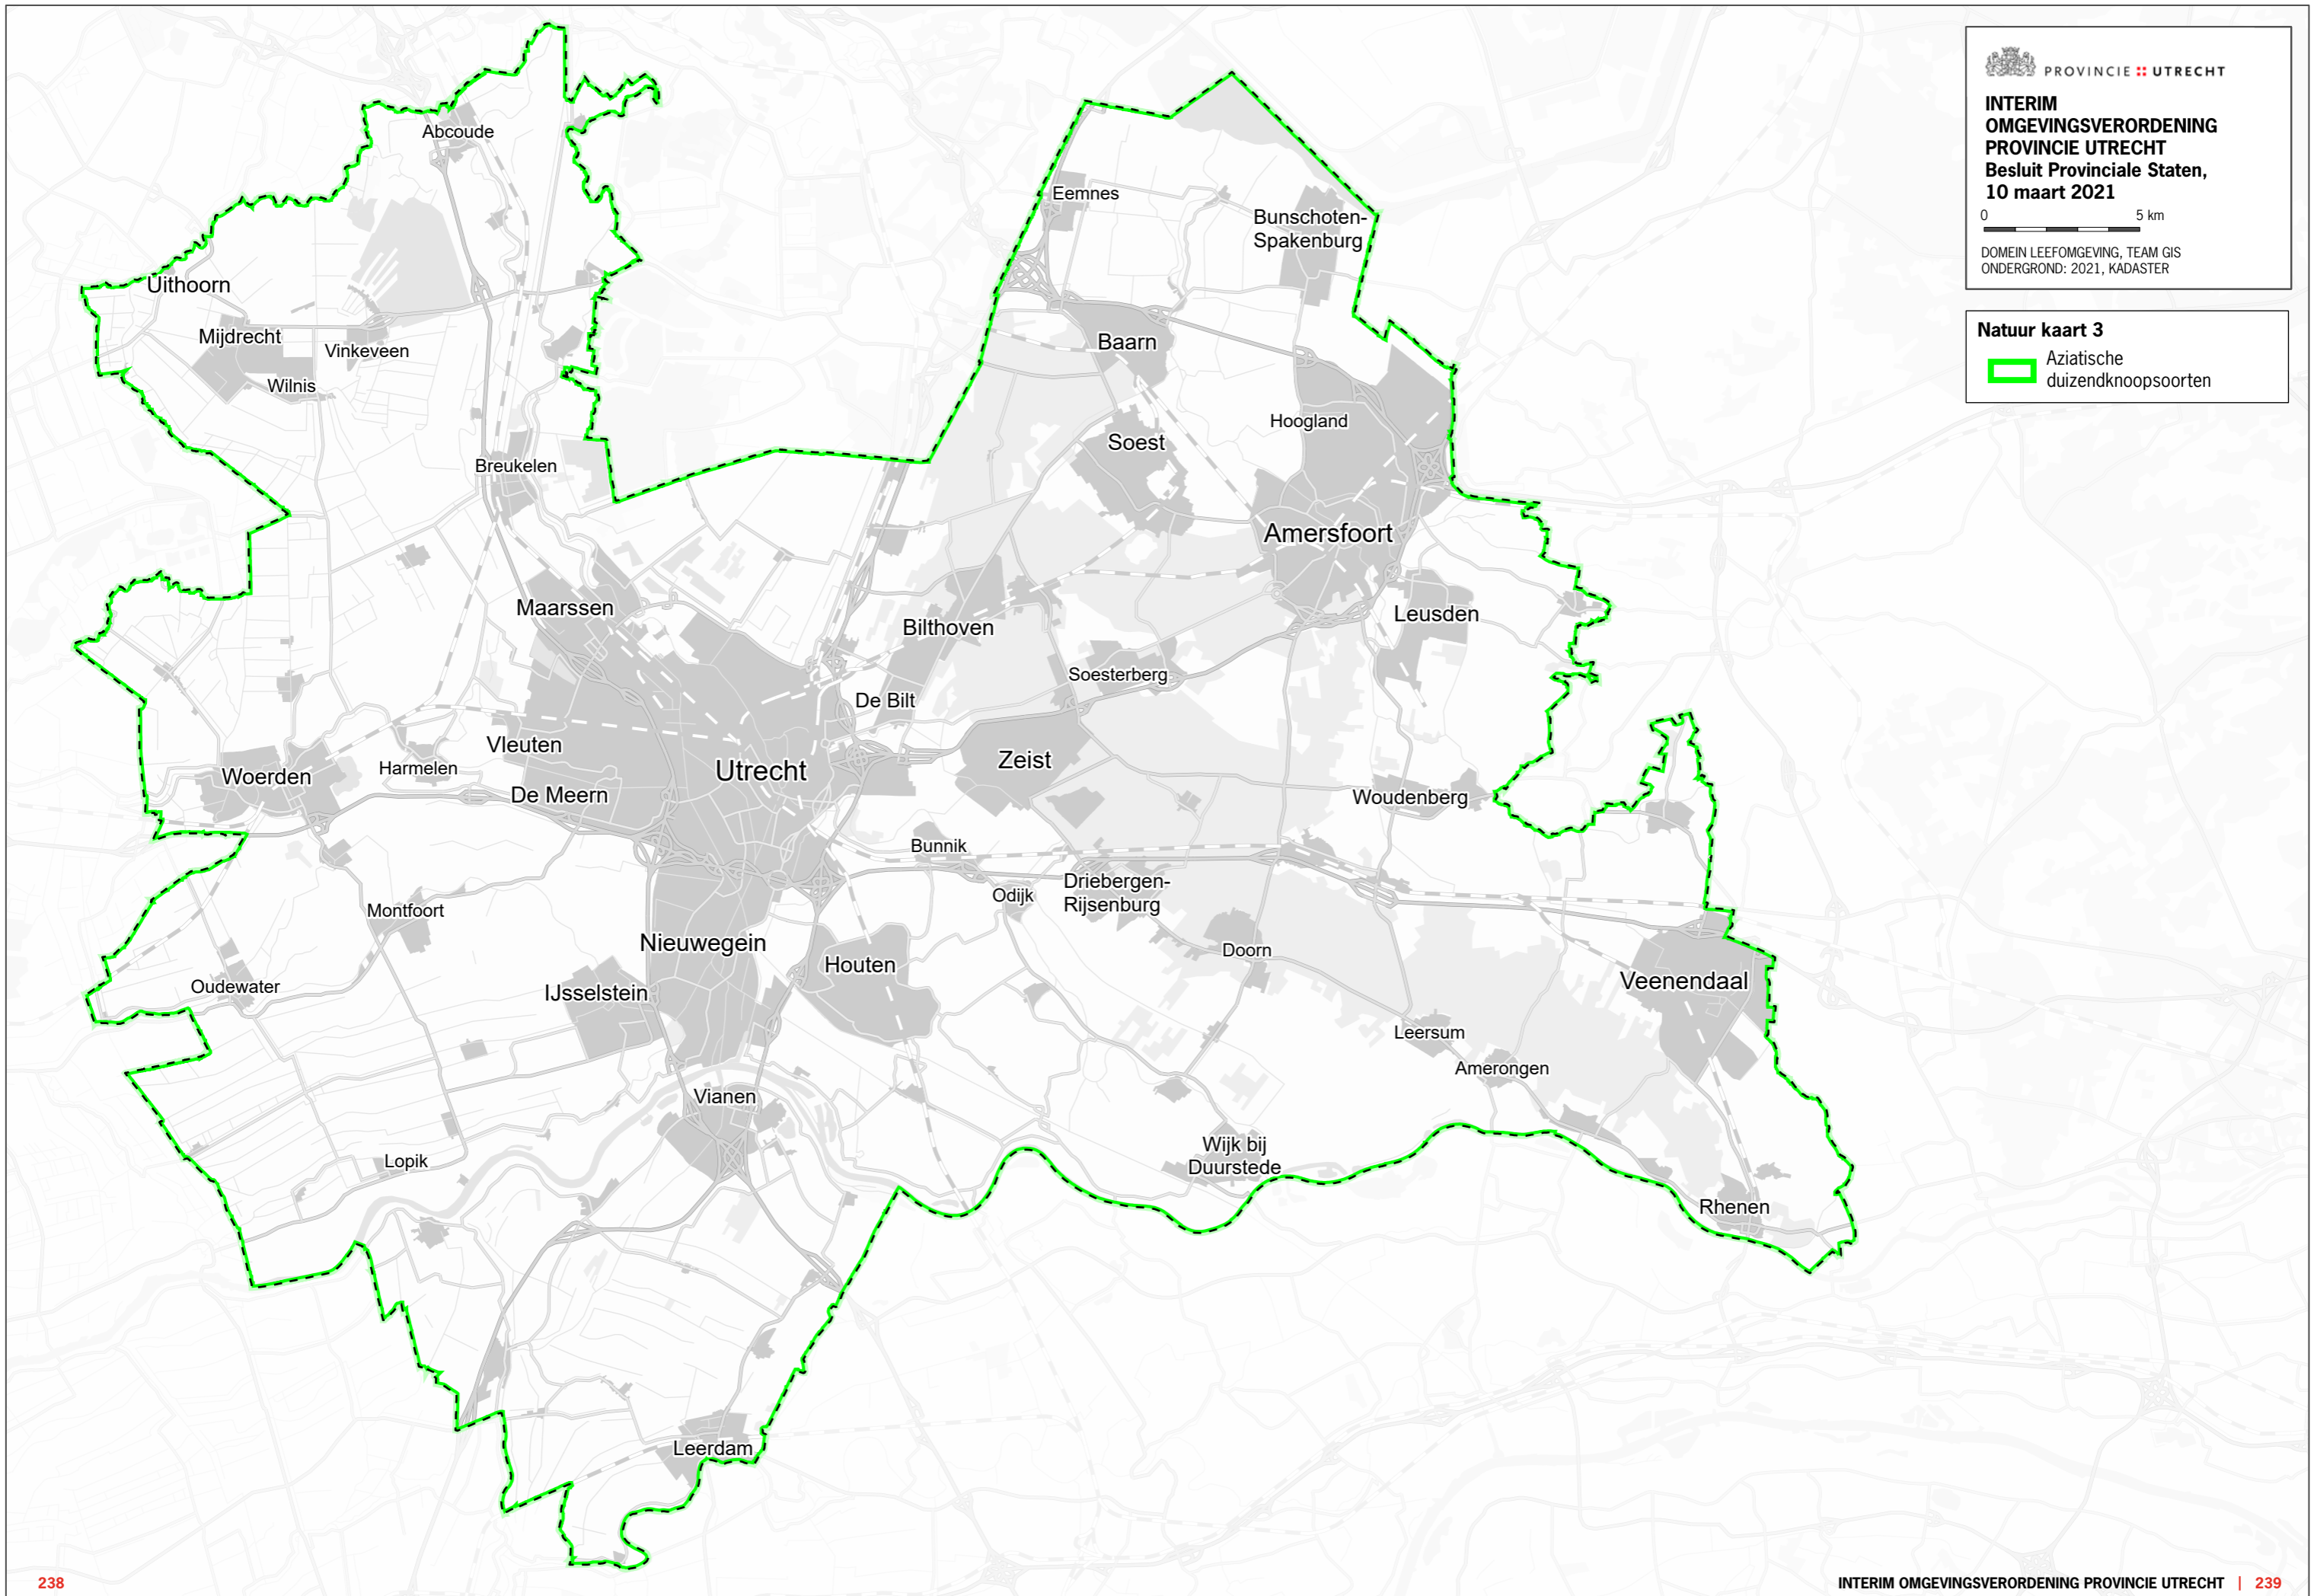 PROVINCIE UTRECHT
INTERIM
OMGEVINGSVERORDENING
PROVINCIE UTRECHT
Besluit Provinciale Staten,
10 maart 2021
0 5 km
DOMEIN LEEFOMGEVING, TEAM GIS
ONDERGROND: 2021, KADASTER
Natuur kaart 3
Aziatische
duizendknoopsoorten
Abcoude
Eemnes
Bunschoten-
Spakenburg
Uithoorn
Mijdrecht
Vinkeveen
Wilnis
Baarn
Hoogland
Soest
Breukelen
Amersfoort
Maarssen
Bilthoven
Leusden
Soesterberg
De Bilt
Vleuten
Zeist
Utrecht
Harmelen
Woerden
De Meern
Woudenberg
Bunnik
Driebergen-
Rijsenburg
Odijk
Montfoort
Nieuwegein
Doorn
Houten
Veenendaal
Oudewater
IJsselstein
Leersum
Amerongen
Vianen
Wijk bij
Duurstede
Lopik
Rhenen
Leerdam
238
INTERIM OMGEVINGSVERORDENING PROVINCIE UTRECHT | 239